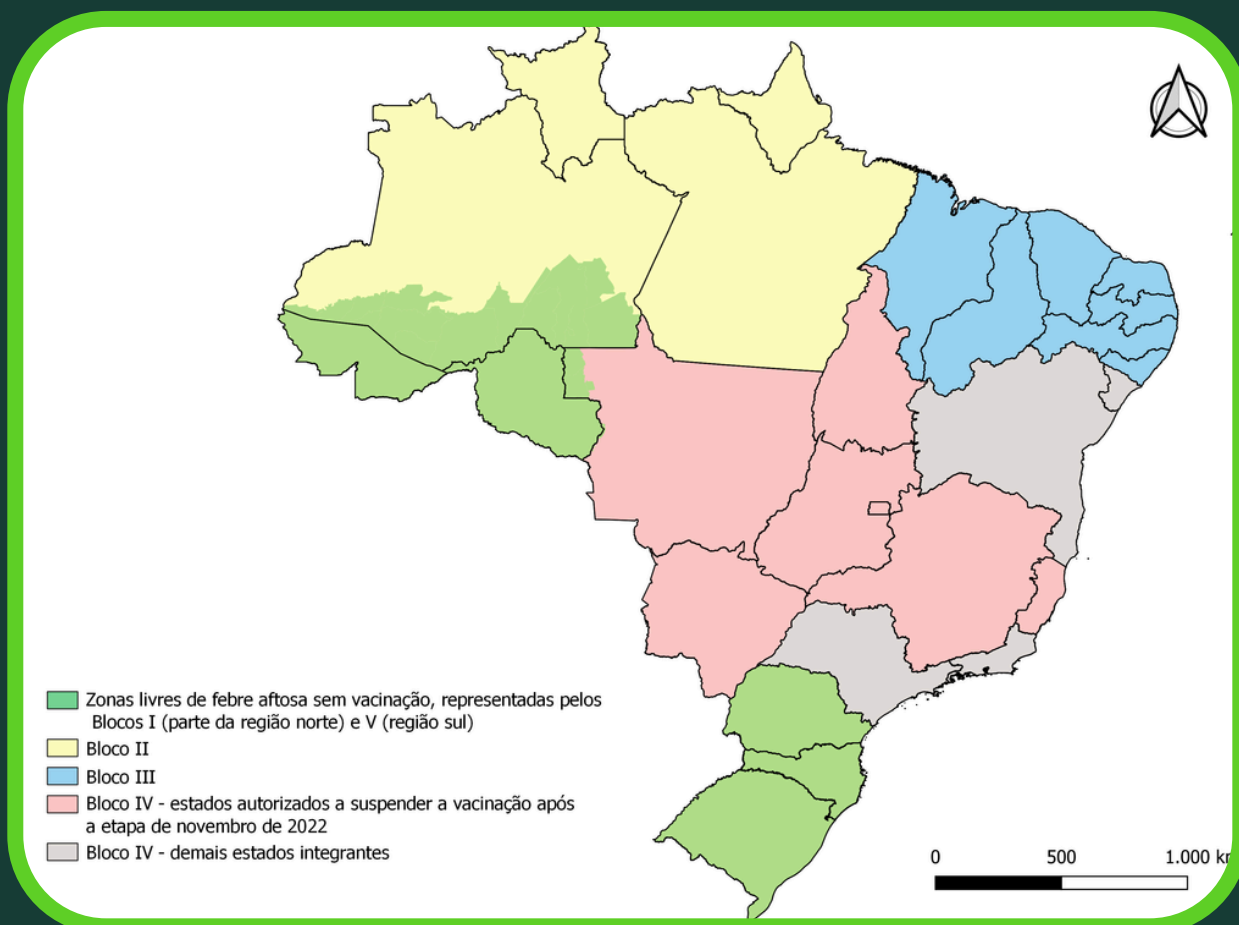 Zonas livres de febre aftosa sem vacinação, representadas pelos
Blocos I (parte da região norte) e V (região sul)
Bloco II
Bloco III
Bloco IV - estados autorizados a suspender a vacinação após
a etapa de novembro de 2022
Bloco IV - demais estados integrantes
0 500 1.000 km